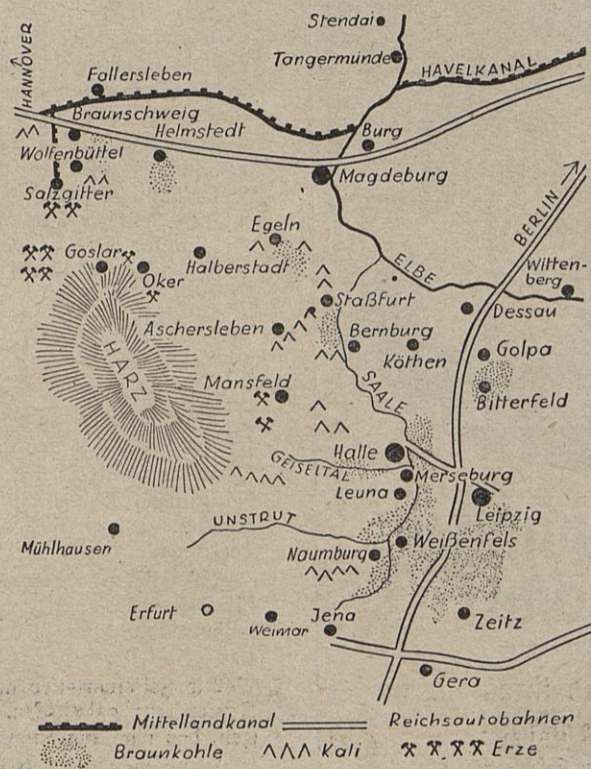 Stendal
Tangermünde
HANNOVER
HAVELKANAL
Fallersleben
Braunschweig
Helmstedt
Burg
Wolfenbüttel
Magdeburg
Salzgitter
Egeln
BERLIN
Goslar
Oker
Halberstadt
ELBE
Witten-
berg
Staßfurt
Dessau
Aschersleben
Bernburg
Köthen
Golpa
HARZ
Mansfeld
SAALE
Bitterfeld
Halle
GEISELTAL
Merseburg
Leuna
Leipzig
UNSTRUT
Mühlhausen
Naumburg
Weißenfels
Erfurt
Weimar
Jena
Zeitz
Gera
Mittellandkanal
Reichsautobahnen
Braunkohle
Kali
Erze